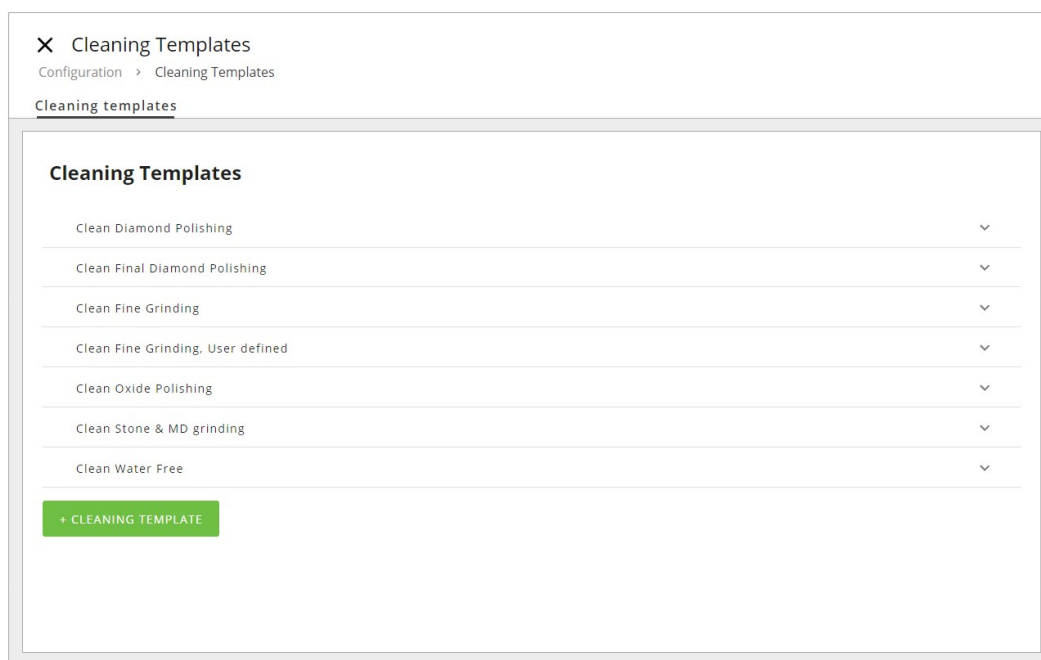 Cleaning Templates
Configuration > Cleaning Templates
Cleaning templates
Cleaning Templates
Clean Diamond Polishing
Clean Final Diamond Polishing
Clean Fine Grinding
Clean Fine Grinding, User defined
Clean Oxide Polishing
Clean Stone & MD grinding
Clean Water Free
+ CLEANING TEMPLATE